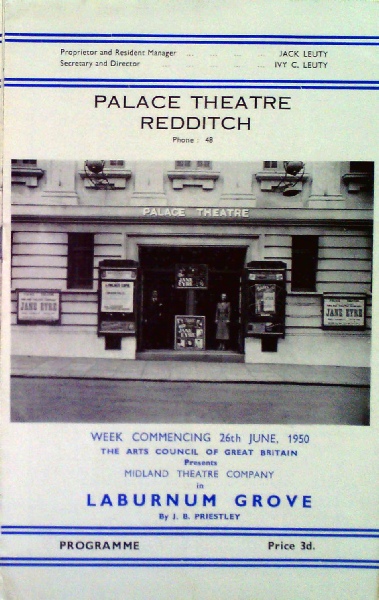 Proprietor and Resident Manager ... ... ... ... JACK LEUTY
Secretary and Director ... ... ... ... IVY C. LEUTY
PALACE THEATRE
REDDITCH
Phone : 48
PALACE THEATRE
JANE EYRE
JANE EYRE
JANE EYRE
JANE EYRE
WEEK COMMENCING 26th JUNE, 1950
THE ARTS COUNCIL OF GREAT BRITAIN
Presents
MIDLAND THEATRE COMPANY
in
LABURNUM GROVE
By J. B. PRIESTLEY
PROGRAMME Price 3d.